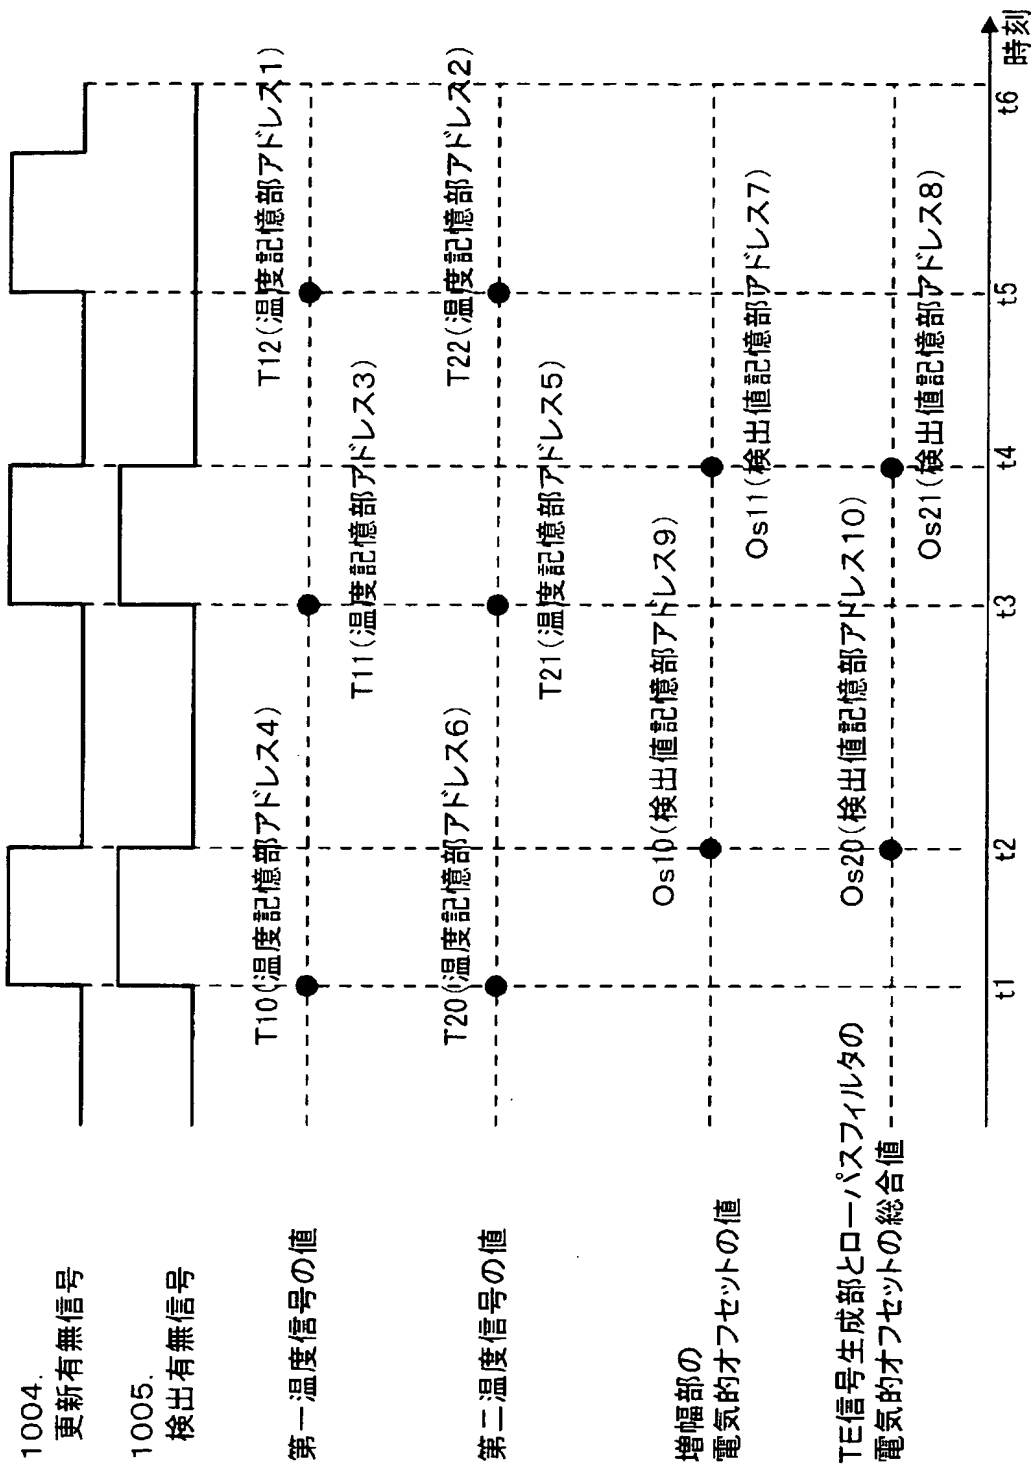 1004.
更新有無信号
1005.
検出有無信号
第一温度信号の値
T10(温度記憶部アドレス4)
T11(温度記憶部アドレス3)
T12(温度記憶部アドレス1)
第二温度信号の値
T20(温度記憶部アドレス6)
T21(温度記憶部アドレス5)
T22(温度記憶部アドレス2)
増幅部の
電気的オフセットの値
Os10(検出値記憶部アドレス9)
Os11(検出値記憶部アドレス7)
TE信号生成部とローパスフィルタの
電気的オフセットの総合値
Os20(検出値記憶部アドレス10)
Os21(検出値記憶部アドレス8)
t1
t2
t3
t4
t5
t6
時刻